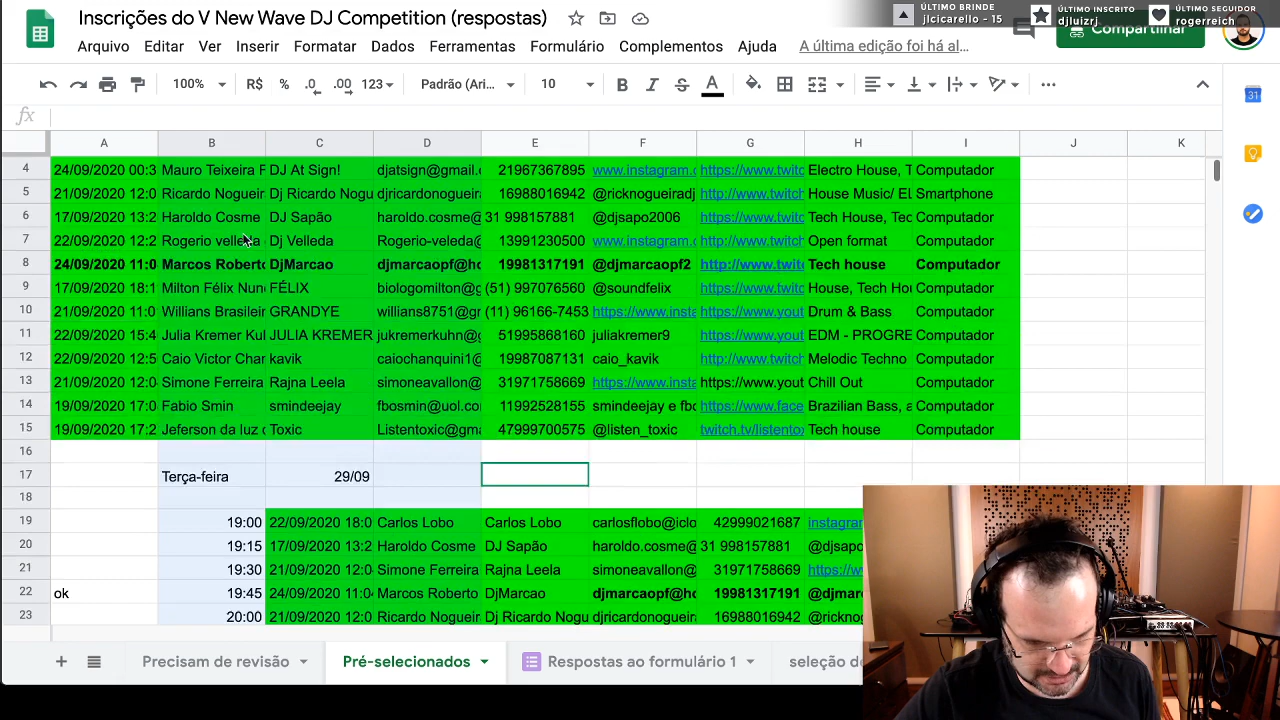 Inscrições do V New Wave DJ Competition (respostas)
ÚLTIMO BRINDE
jlcicarello - 15
ÚLTIMO INSCRITO
djluizrj
ÚLTIMO SEGUIDOR
rogerreich
Arquivo Editar Ver Inserir Formatar Dados Ferramentas Formulário Complementos Ajuda A última edição foi há al…
Compartilhar
100% R$ % .0 .00 123 Padrão (Ari... 10 B I S A
fx
A B C D E F G H I J K
4 24/09/2020 00:3 Mauro Teixeira F DJ At Sign! djatsign@gmail. 21967367895 www.instagram. https://www.twitc Electro House, T Computador
5 21/09/2020 12:0 Ricardo Nogueir Dj Ricardo Nogu djricardonogueira 16988016942 @ricknogueiradj http://www.twitch House Music/ El Smartphone
6 17/09/2020 13:2 Haroldo Cosme DJ Sapão haroldo.cosme@ 31 998157881 @djsapo2006 https://www.twitc Tech House, Tec Computador
7 22/09/2020 12:2 Rogerio velleda Dj Velleda Rogerio-veleda@ 13991230500 www.instagram. http://www.twitch Open format Computador
8 24/09/2020 11:0 Marcos Roberto DjMarcao djmarcaopf@ho 19981317191 @djmarcaopf2 http://www.twit Tech house Computador
9 17/09/2020 18:1 Milton Félix Nun FÉLIX biologomilton@g (51) 997076560 @soundfelix https://www.twitc House, Tech Hou Computador
10 21/09/2020 11:0 Willians Brasileir GRANDYE willians8751@gr (11) 96166-7453 https://www.insta https://www.yout Drum & Bass Computador
11 22/09/2020 15:4 Julia Kremer Kul JULIA KREMER jukremerkuhn@g 51995868160 juliakremer9 https://www.yout EDM - PROGRE Computador
12 22/09/2020 12:5 Caio Victor Char kavik caiochanquini1@ 19987087131 caio_kavik http://www.twitch Melodic Techno Computador
13 21/09/2020 12:0 Simone Ferreira Rajna Leela simoneavallon@ 31971758669 https://www.insta https://www.yout Chill Out Computador
14 19/09/2020 17:0 Fabio Smin smindeejay fbosmin@uol.co 11992528155 smindeejay e fbo https://www.face Brazilian Bass, a Computador
15 19/09/2020 17:2 Jeferson da luz Toxic Listentoxic@gma 47999700575 @listen_toxic twitch.tv/listentox Tech house Computador
16
17 Terça-feira 29/09
18
19 19:00 22/09/2020 18:0 Carlos Lobo Carlos Lobo carlosflobo@iclo 42999021687 instagran
20 19:15 17/09/2020 13:2 Haroldo Cosme DJ Sapão haroldo.cosme@ 31 998157881 @djsapo
21 19:30 21/09/2020 12:0 Simone Ferreira Rajna Leela simoneavallon@ 31971758669 https://w
22 ok 19:45 24/09/2020 11:0 Marcos Roberto DjMarcao djmarcaopf@ho 19981317191 @djmarc
23 20:00 21/09/2020 12:0 Ricardo Nogueir Dj Ricardo Nogu djricardonogueira 16988016942 @rickno
+ Precisam de revisão Pré-selecionados Respostas ao formulário 1 seleção de
31